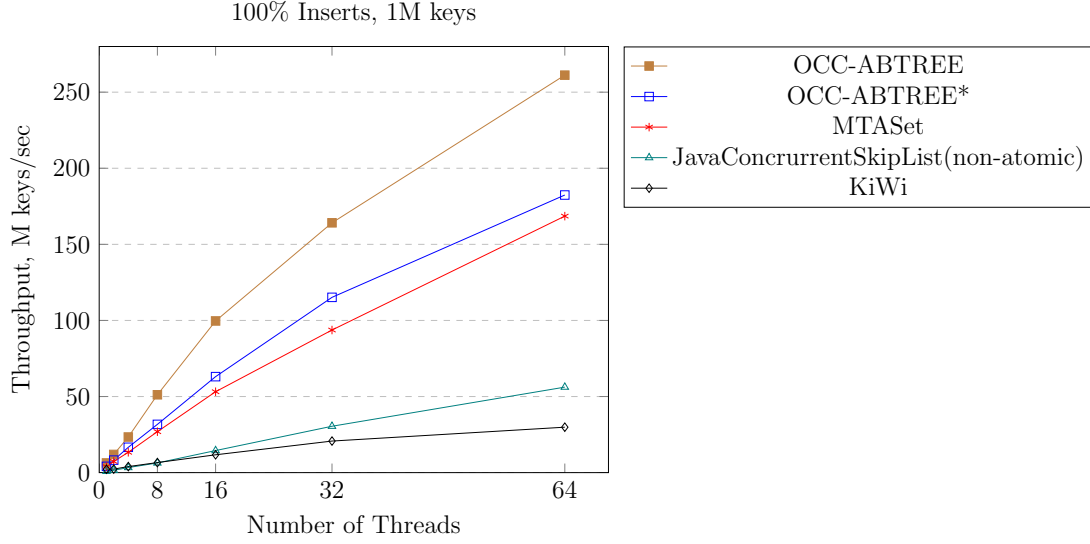 100% Inserts, 1M keys
Throughput, M keys/sec
250
200
150
100
50
0
0 8 16 32 64
Number of Threads
OCC-ABTREE
OCC-ABTREE*
MTASet
JavaConcrurrentSkipList(non-atomic)
KiWi